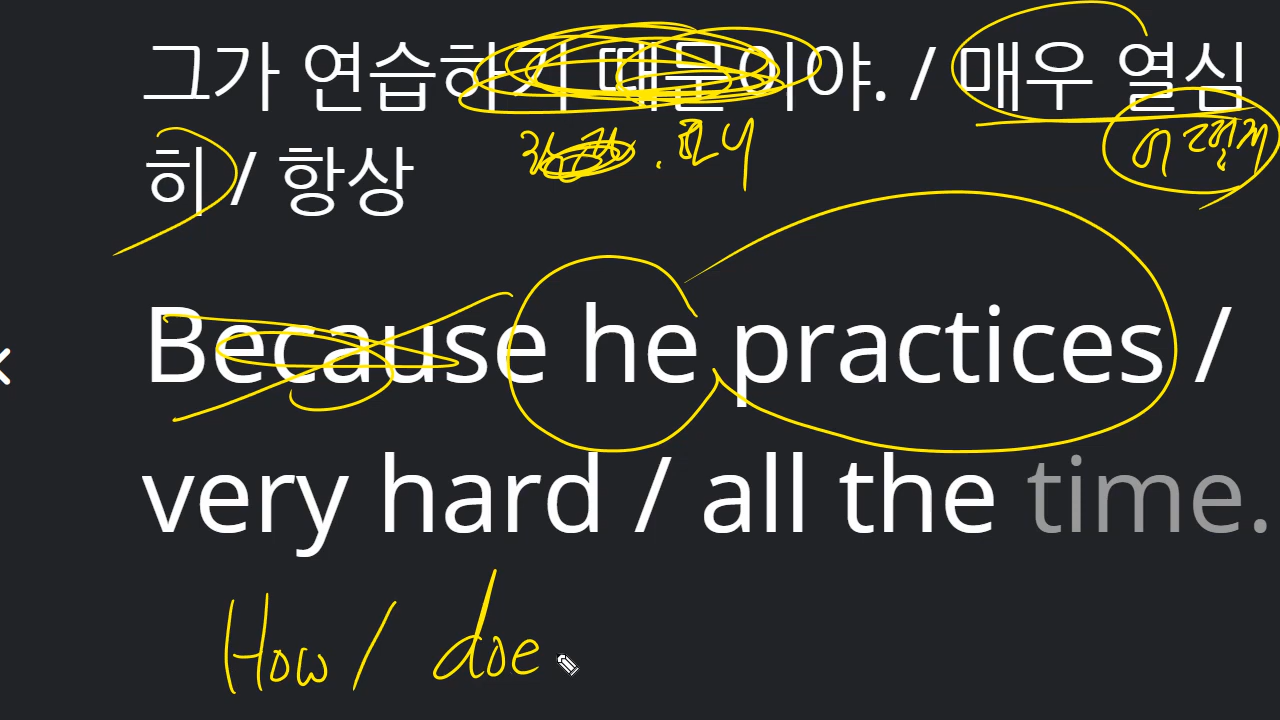 그가 연습하기 때문이야. / 매우 열심
히 / 항상
Because he practices /
very hard / all the time.
How / doe